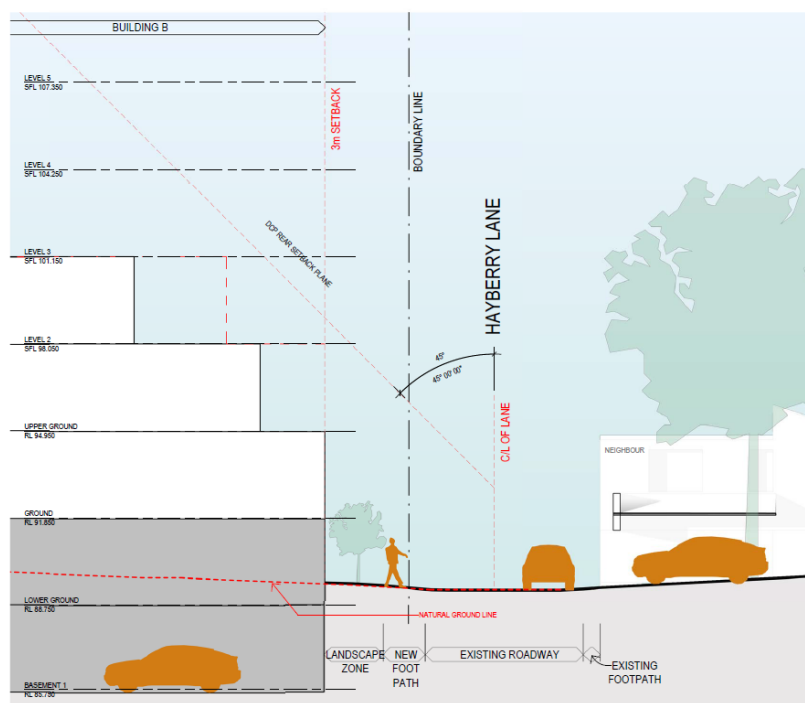 BUILDING B
LEVEL 5
SFL 107.350
3m SETBACK
BOUNDARY LINE
LEVEL 4
SFL 104.250
DCP REAR SETBACK PLANE
HAYBERRY LANE
LEVEL 3
SFL 101.150
LEVEL 2
SFL 98.050
45°
45° 00' 00"
C/L OF LANE
UPPER GROUND
RL 94.950
NEIGHBOUR
GROUND
RL 91.850
LOWER GROUND
RL 88.750
NATURAL GROUND LINE
LANDSCAPE
ZONE
NEW
FOOT
PATH
EXISTING ROADWAY
EXISTING
FOOTPATH
BASEMENT 1
RL 85.750